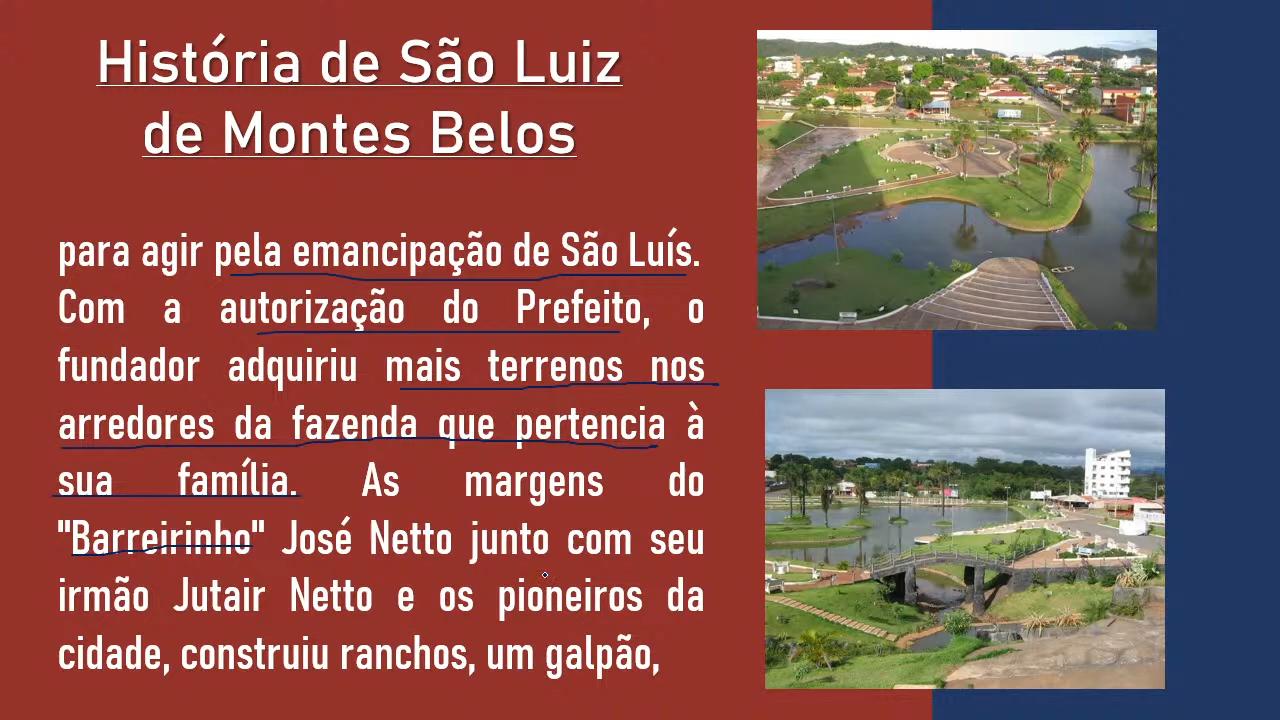 História de São Luiz
de Montes Belos
para agir pela emancipação de São Luís.
Com a autorização do Prefeito, o
fundador adquiriu mais terrenos nos
arredores da fazenda que pertencia à
sua família. As margens do
"Barreirinho" José Netto junto com seu
irmão Jutair Netto e os pioneiros da
cidade, construiu ranchos, um galpão,